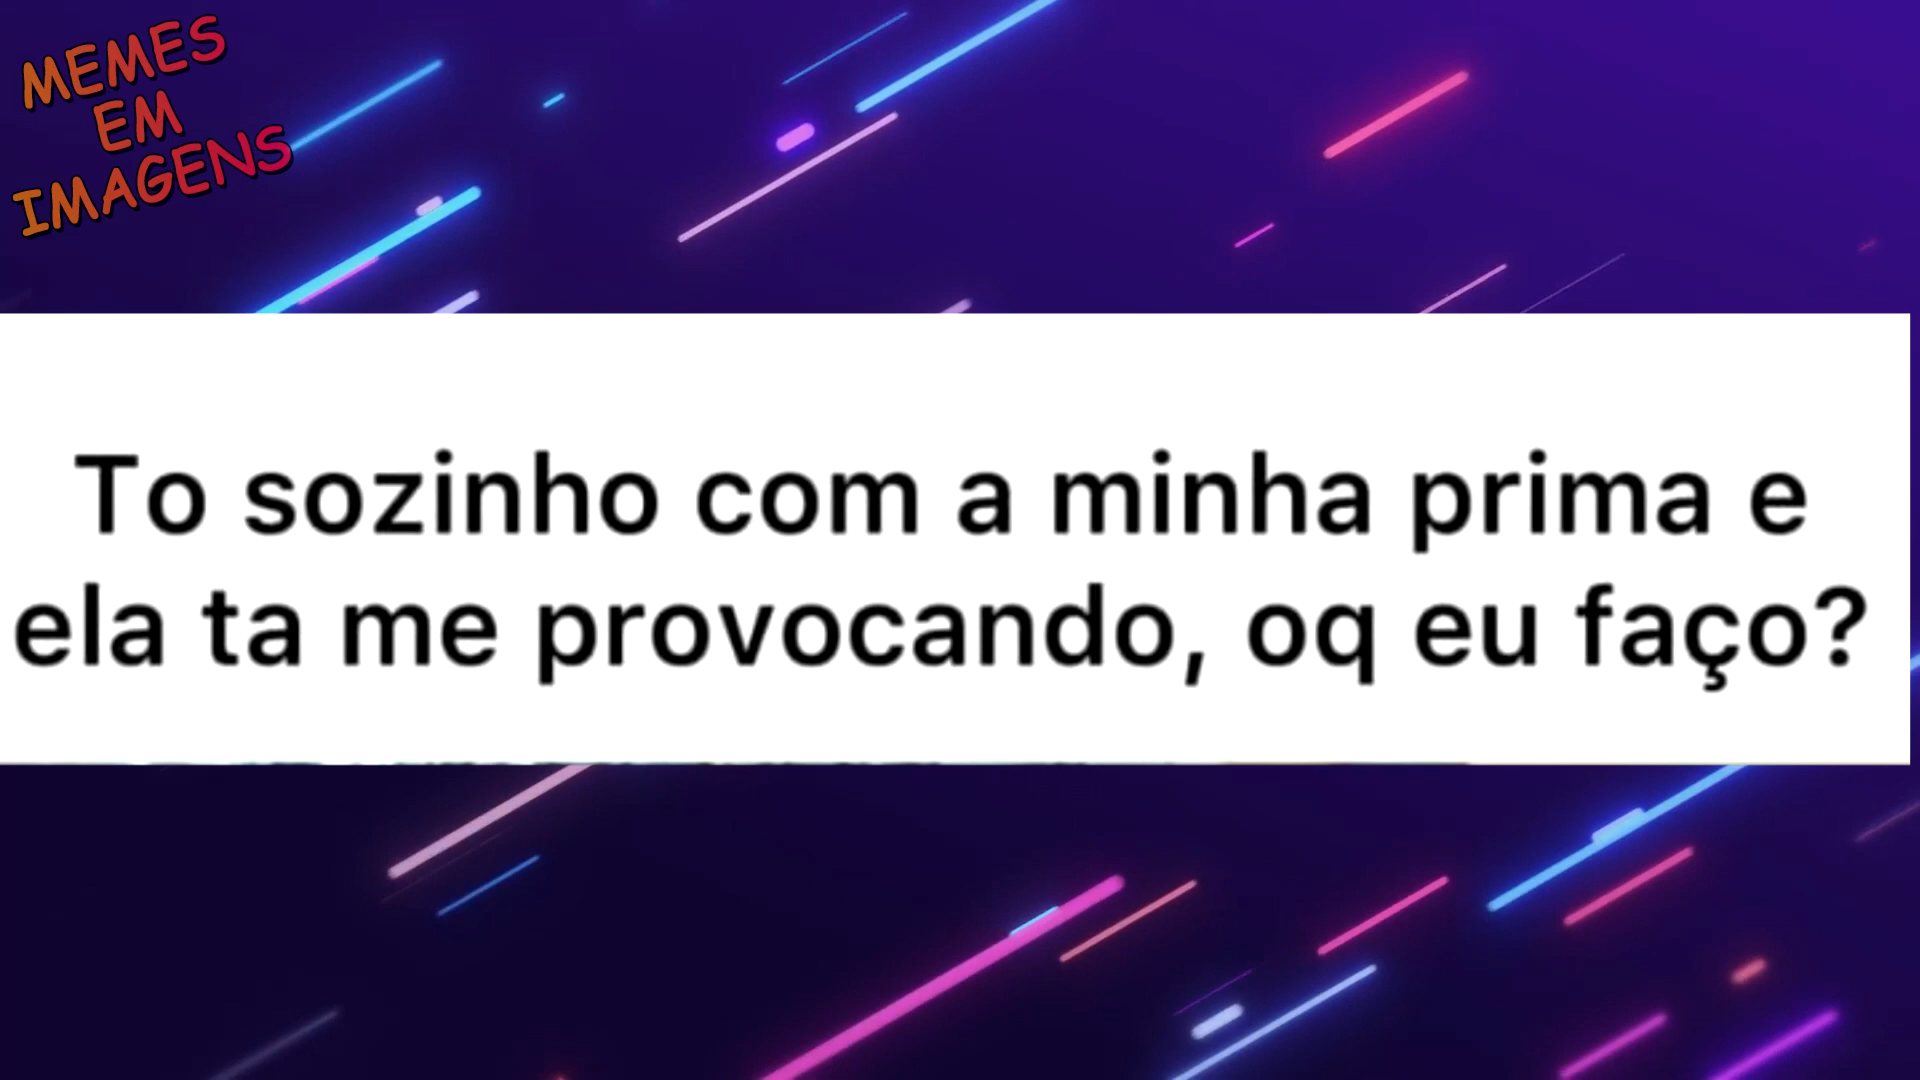 MEMES
EM
IMAGENS
To sozinho com a minha prima e
ela ta me provocando, oq eu faço?